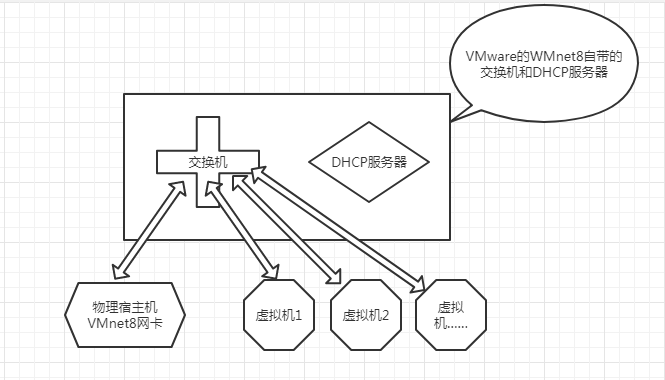 VMware的WMnet8自带的
交换机和DHCP服务器
交换机
DHCP服务器
物理宿主机
VMnet8网卡
虚拟机1
虚拟机2
虚拟
机......